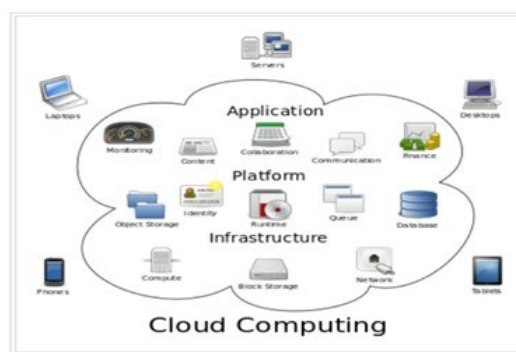 Servers
Laptops
Desktops
Application
Monitoring
Content
Collaboration
Communication
Finance
Platform
Object Storage
Identity
Runtime
Queue
Database
Infrastructure
Compute
Block Storage
Network
Phones
Tablets
Cloud Computing